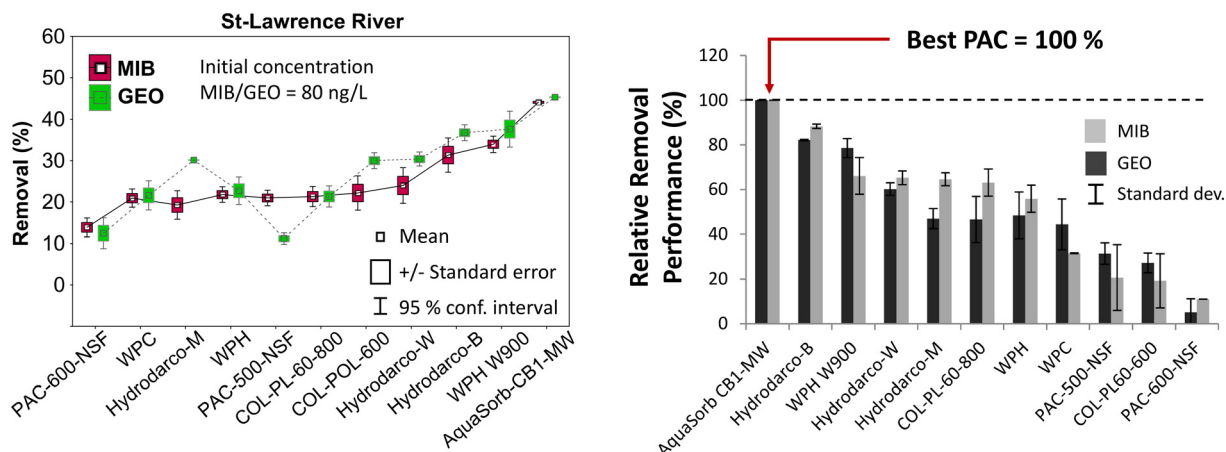 St-Lawrence River
60
50
40
30
20
10
0
Removal (%)
MIB
GEO
Initial concentration
MIB/GEO = 80 ng/L
Mean
+/- Standard error
95 % conf. interval
PAC-600-NSF
WPC
Hydrodarco-M
WPH
PAC-500-NSF
COL-PL-60-800
COL-POL-600
Hydrodarco-W
Hydrodarco-B
WPH W900
AquaSorb-CB1-MW
Best PAC = 100 %
120
100
80
60
40
20
0
Relative Removal
Performance (%)
MIB
GEO
Standard dev.
AquaSorb CB1-MW
Hydrodarco-B
WPH W900
Hydrodarco-W
Hydrodarco-M
COL-PL-60-800
WPH
WPC
PAC-500-NSF
COL-PL60-600
PAC-600-NSF